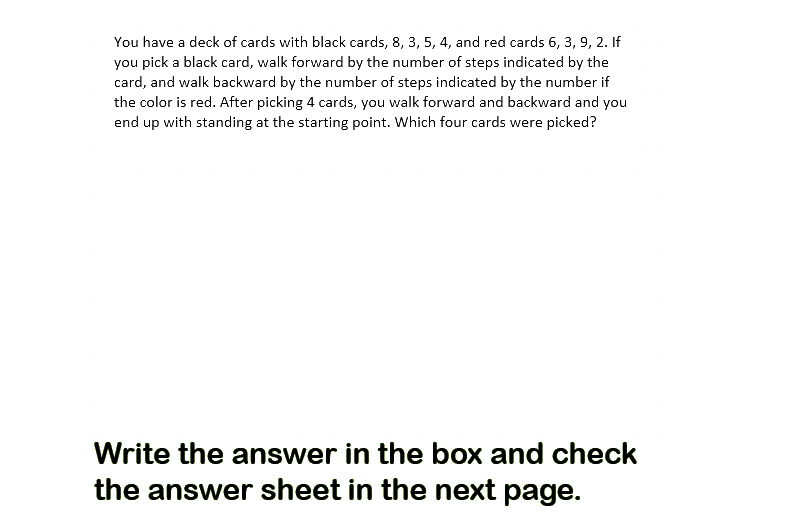 You have a deck of cards with black cards, 8, 3, 5, 4, and red cards 6, 3, 9, 2. If
you pick a black card, walk forward by the number of steps indicated by the
card, and walk backward by the number of steps indicated by the number if
the color is red. After picking 4 cards, you walk forward and backward and you
end up with standing at the starting point. Which four cards were picked?
Write the answer in the box and check
the answer sheet in the next page.